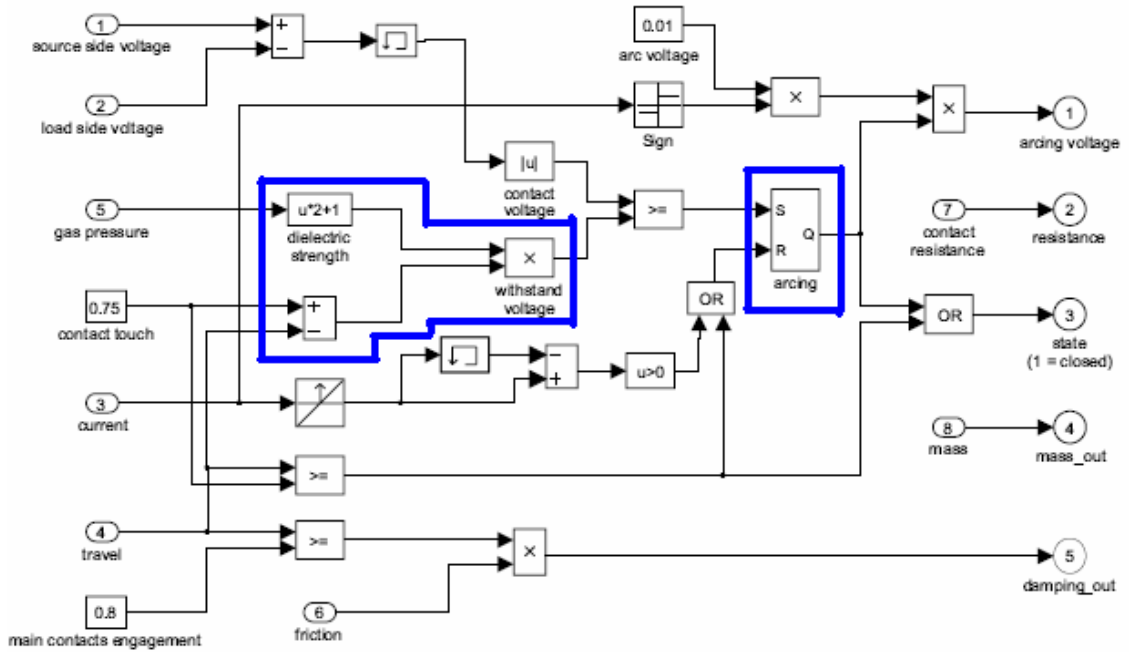 1
source side voltage
+
−
2
load side voltage
0.01
arc voltage
×
Sign
×
1
arcing voltage
|u|
contact
voltage
5
gas pressure
u*2+1
dielectric
strength
×
withstand
voltage
>=
S
R
Q
arcing
7
contact
resistance
2
resistance
0.75
contact touch
+
−
OR
OR
3
state
(1 = closed)
3
current
−
+
u>0
8
mass
4
mass_out
>=
4
travel
>=
×
5
damping_out
0.8
main contacts engagement
6
friction